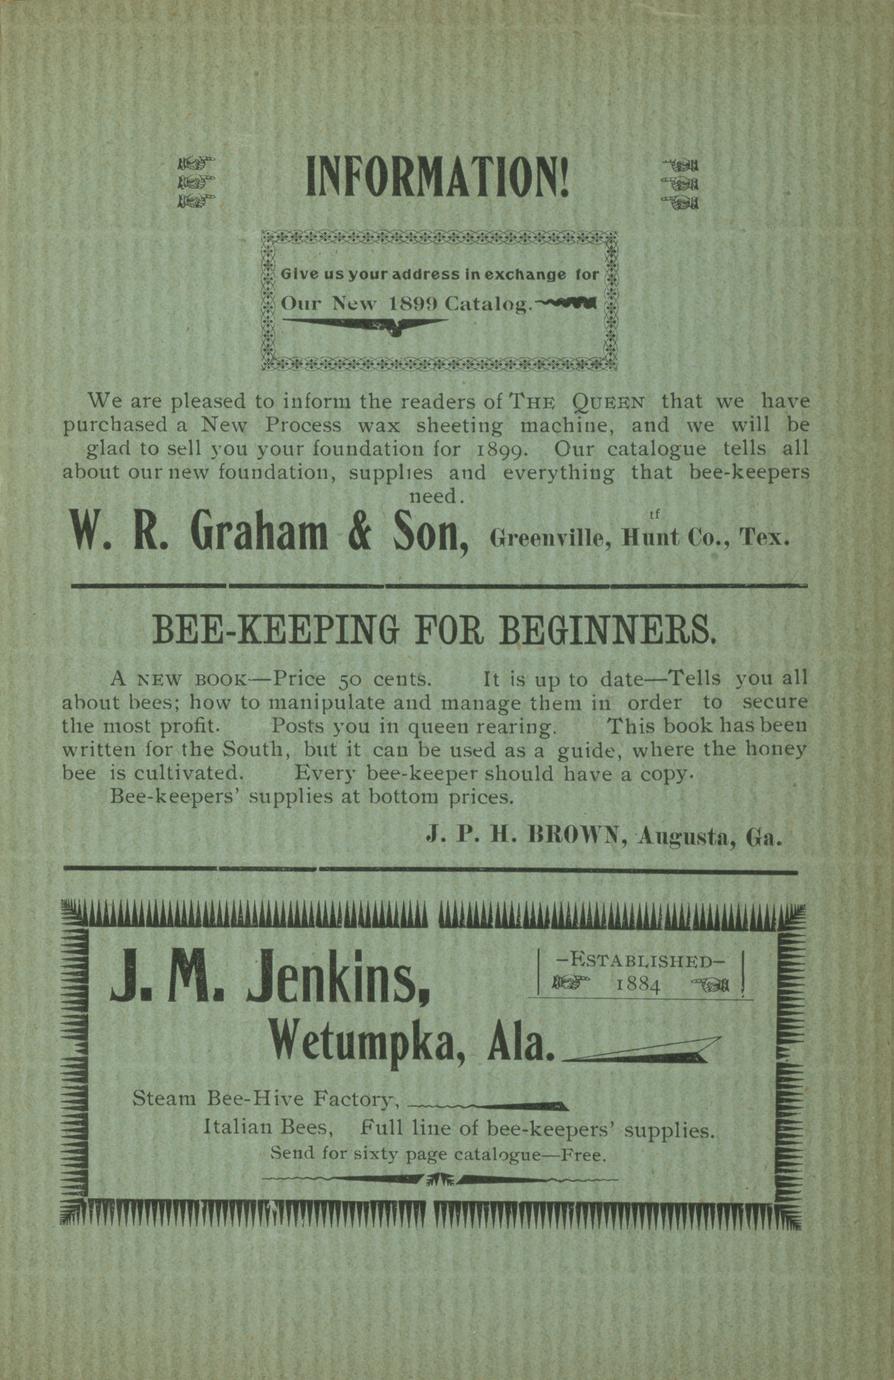 INFORMATION!
Give us your address in exchange for
Our New 1899 Catalog.
We are pleased to inform the readers of THE QUEEN that we have
purchased a New Process wax sheeting machine, and we will be
glad to sell you your foundation for 1899. Our catalogue tells all
about our new foundation, supplies and everything that bee-keepers
need.
tf
W. R. Graham & Son, Greenville, Hunt Co., Tex.
BEE-KEEPING FOR BEGINNERS.
A NEW BOOK—Price 50 cents. It is up to date—Tells you all
about bees; how to manipulate and manage them in order to secure
the most profit. Posts you in queen rearing. This book has been
written for the South, but it can be used as a guide, where the honey
bee is cultivated. Every bee-keeper should have a copy.
Bee-keepers' supplies at bottom prices.
J. P. H. BROWN, Augusta, Ga.
J. M. Jenkins,
–ESTABLISHED–
1884
Wetumpka, Ala.
Steam Bee-Hive Factory,
Italian Bees, Full line of bee-keepers' supplies.
Send for sixty page catalogue—Free.